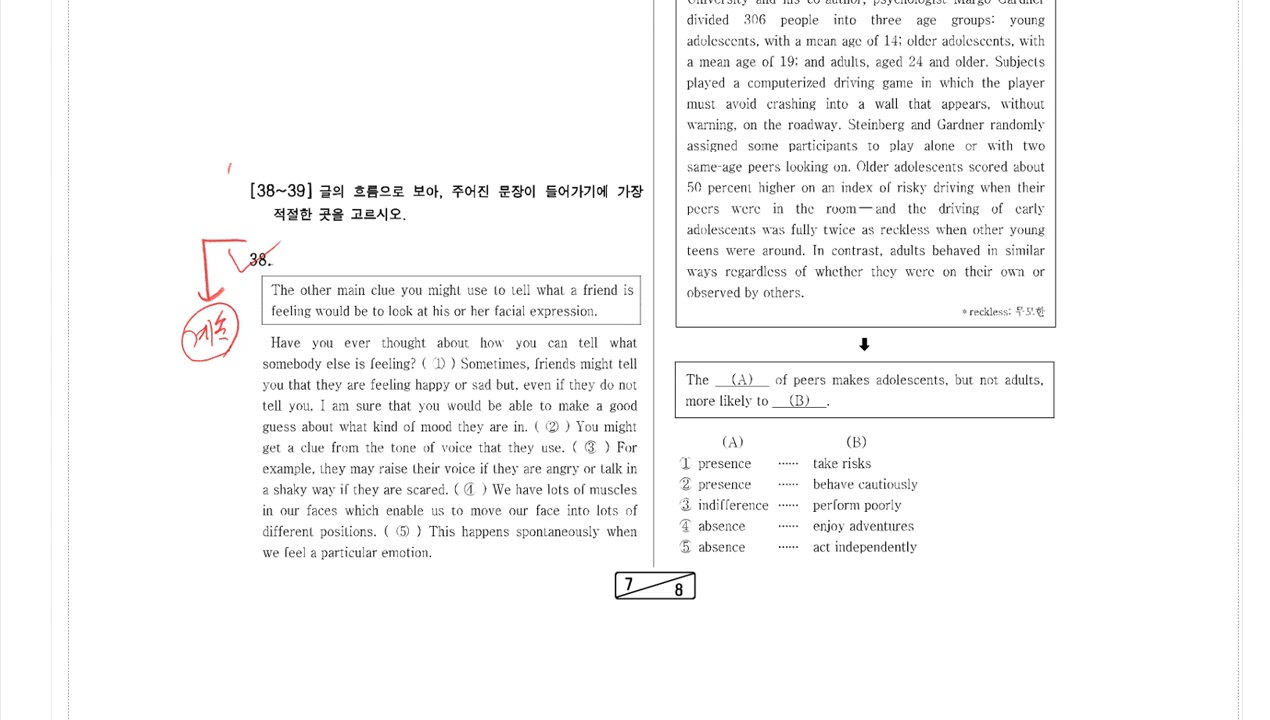 [38~39] 글의 흐름으로 보아, 주어진 문장이 들어가기에 가장
적절한 곳을 고르시오.
38.
The other main clue you might use to tell what a friend is
feeling would be to look at his or her facial expression.
Have you ever thought about how you can tell what
somebody else is feeling? ( ① ) Sometimes, friends might tell
you that they are feeling happy or sad but, even if they do not
tell you, I am sure that you would be able to make a good
guess about what kind of mood they are in. ( ② ) You might
get a clue from the tone of voice that they use. ( ③ ) For
example, they may raise their voice if they are angry or talk in
a shaky way if they are scared. ( ④ ) We have lots of muscles
in our faces which enable us to move our face into lots of
different positions. ( ⑤ ) This happens spontaneously when
we feel a particular emotion.
University and his co-author, psychologist Margo Gardner
divided 306 people into three age groups: young
adolescents, with a mean age of 14; older adolescents, with
a mean age of 19; and adults, aged 24 and older. Subjects
played a computerized driving game in which the player
must avoid crashing into a wall that appears, without
warning, on the roadway. Steinberg and Gardner randomly
assigned some participants to play alone or with two
same-age peers looking on. Older adolescents scored about
50 percent higher on an index of risky driving when their
peers were in the room — and the driving of early
adolescents was fully twice as reckless when other young
teens were around. In contrast, adults behaved in similar
ways regardless of whether they were on their own or
observed by others.
* reckless: 무모한
The (A) of peers makes adolescents, but not adults,
more likely to (B) .
(A) (B)
① presence ······ take risks
② presence ······ behave cautiously
③ indifference ······ perform poorly
④ absence ······ enjoy adventures
⑤ absence ······ act independently
7 8